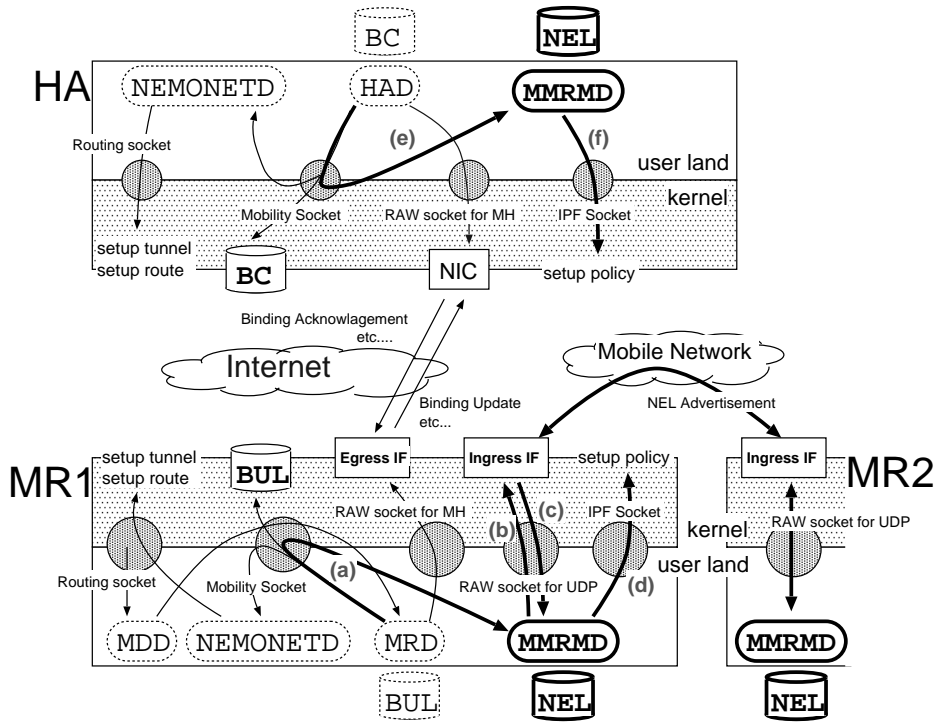 BC
NEL
HA
NEMONETD
HAD
MMRMD
(e)
(f)
Routing socket
user land
kernel
Mobility Socket
RAW socket for MH
IPF Socket
setup tunnel
setup route
BC
NIC
setup policy
Binding Acknowlagement
etc....
Internet
Mobile Network
Binding Update
etc...
NEL Advertisement
MR1
setup tunnel
setup route
BUL
Egress IF
Ingress IF
setup policy
Ingress IF
MR2
RAW socket for MH
(b)
(c)
IPF Socket
RAW socket for UDP
kernel
user land
Routing socket
Mobility Socket
(a)
RAW socket for UDP
(d)
MDD
NEMONETD
MRD
MMRMD
MMRMD
BUL
NEL
NEL